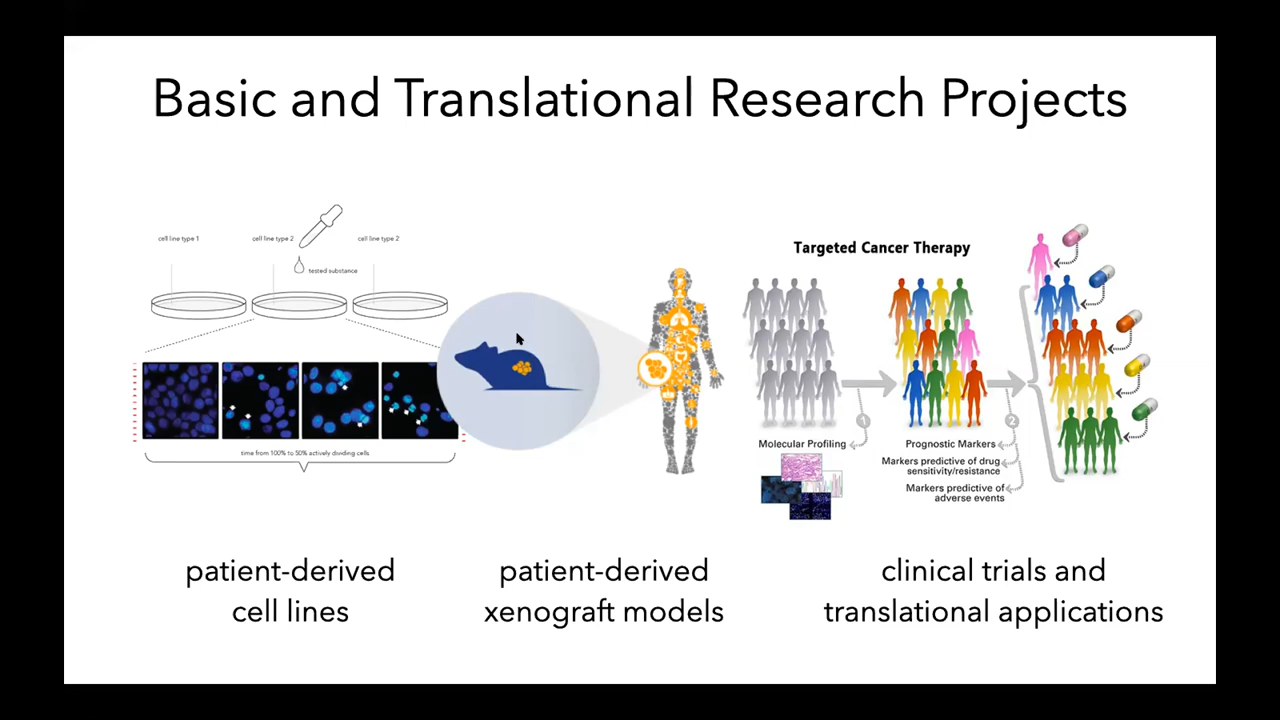 Basic and Translational Research Projects
cell line type 1
cell line type 2
cell line type 2
tested substance
time from 100% to 50% actively dividing cells
Targeted Cancer Therapy
1
2
Molecular Profiling
Prognostic Markers
Markers predictive of drug
sensitivity/resistance
Markers predictive of
adverse events
patient-derived
cell lines
patient-derived
xenograft models
clinical trials and
translational applications